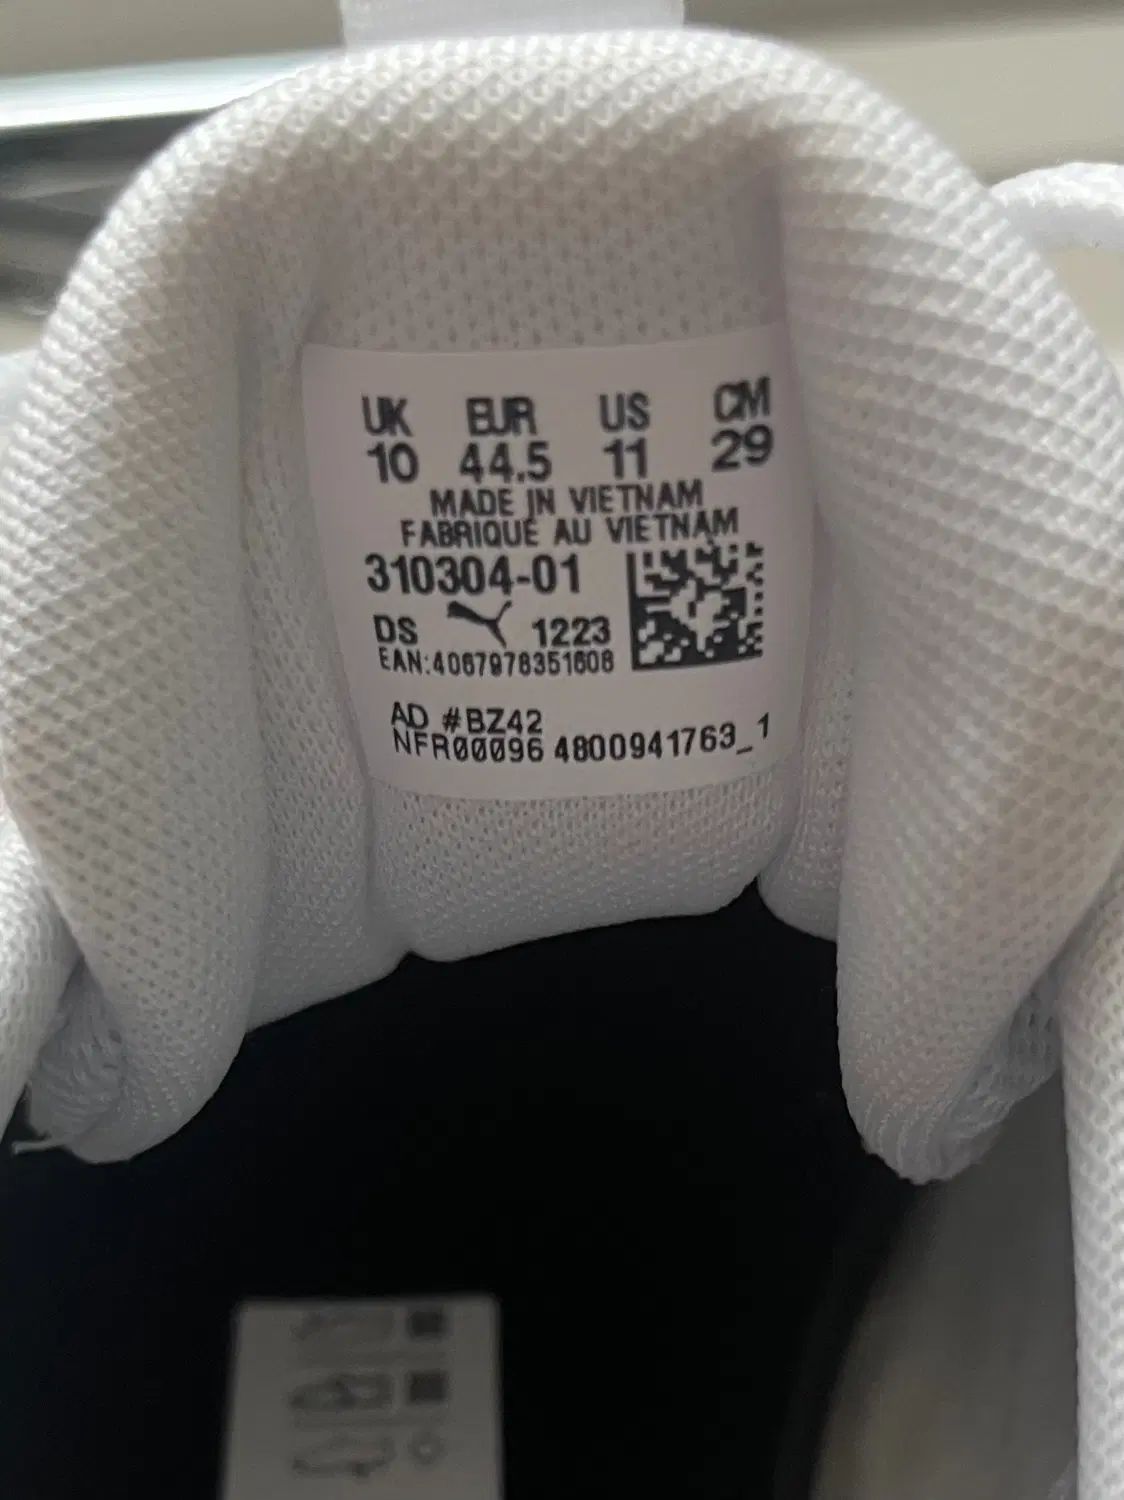 UK EUR US CM
10 44.5 11 29
MADE IN VIETNAM
FABRIQUÉ AU VIETNAM
310304-01
DS 1223
EAN:4067978351608
AD #BZ42
NFR00096 4800941763_1